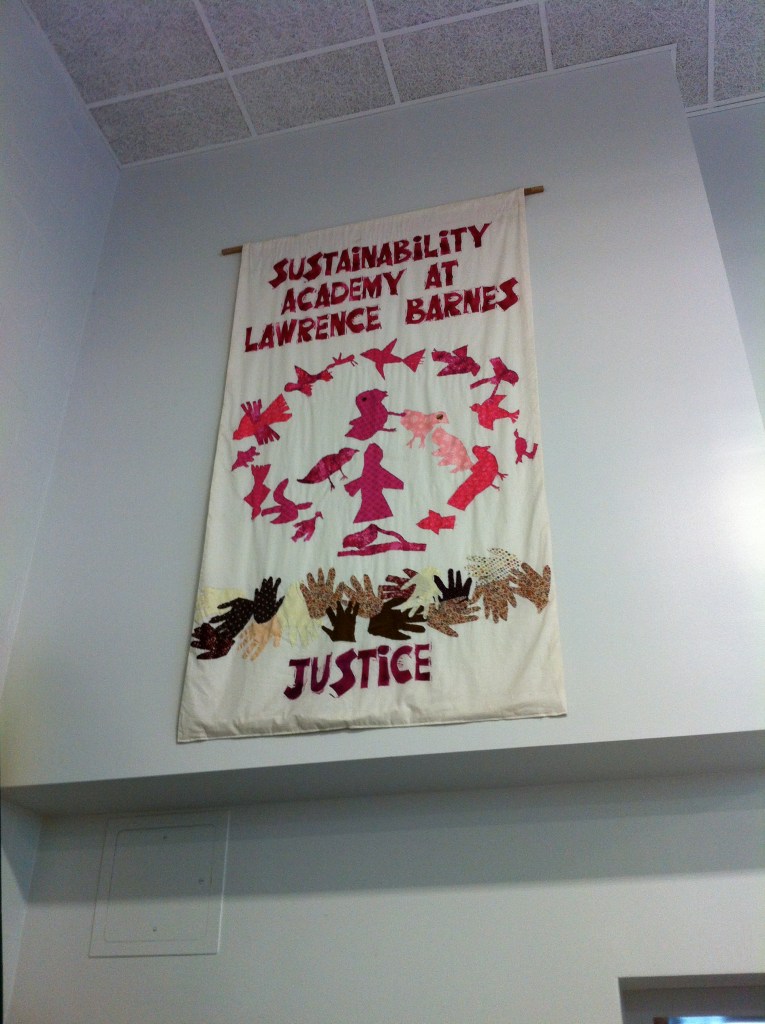 SUSTAiNABiLiTY
ACADEMY AT
LAWRENCE BARNES
JUSTiCE